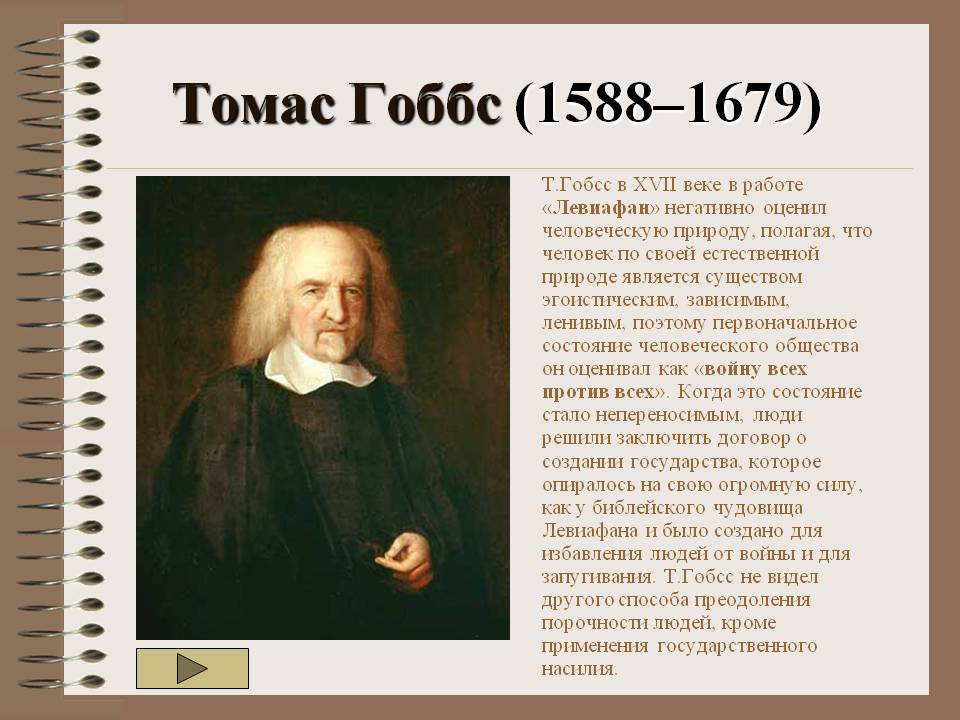 Томас Гоббс (1588–1679)
Т.Гобсс в XVII веке в работе
«Левиафан» негативно оценил
человеческую природу, полагая, что
человек по своей естественной
природе является существом
эгоистическим, зависимым,
ленивым, поэтому первоначальное
состояние человеческого общества
он оценивал как «войну всех
против всех». Когда это состояние
стало непереносимым, люди
решили заключить договор о
создании государства, которое
опиралось на свою огромную силу,
как у библейского чудовища
Левиафана и было создано для
избавления людей от войны и для
запугивания. Т.Гобсс не видел
другого способа преодоления
порочности людей, кроме
применения государственного
насилия.